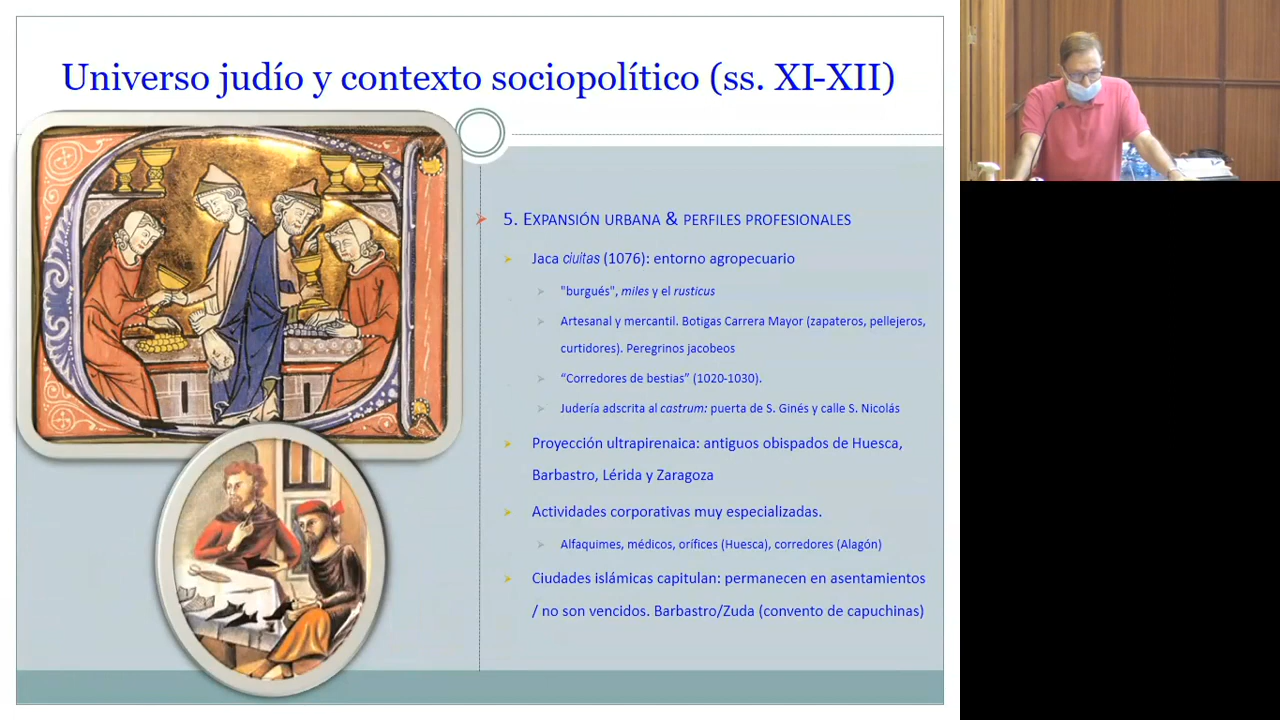 Universo judío y contexto sociopolítico (ss. XI-XII)
5. EXPANSIÓN URBANA & PERFILES PROFESIONALES
Jaca ciuitas (1076): entorno agropecuario
"burgués", miles y el rusticus
Artesanal y mercantil. Botigas Carrera Mayor (zapateros, pellejeros,
curtidores). Peregrinos jacobeos
“Corredores de bestias” (1020-1030).
Judería adscrita al castrum: puerta de S. Ginés y calle S. Nicolás
Proyección ultrapirenaica: antiguos obispados de Huesca,
Barbastro, Lérida y Zaragoza
Actividades corporativas muy especializadas.
Alfaquimes, médicos, orífices (Huesca), corredores (Alagón)
Ciudades islámicas capitulan: permanecen en asentamientos
/ no son vencidos. Barbastro/Zuda (convento de capuchinas)